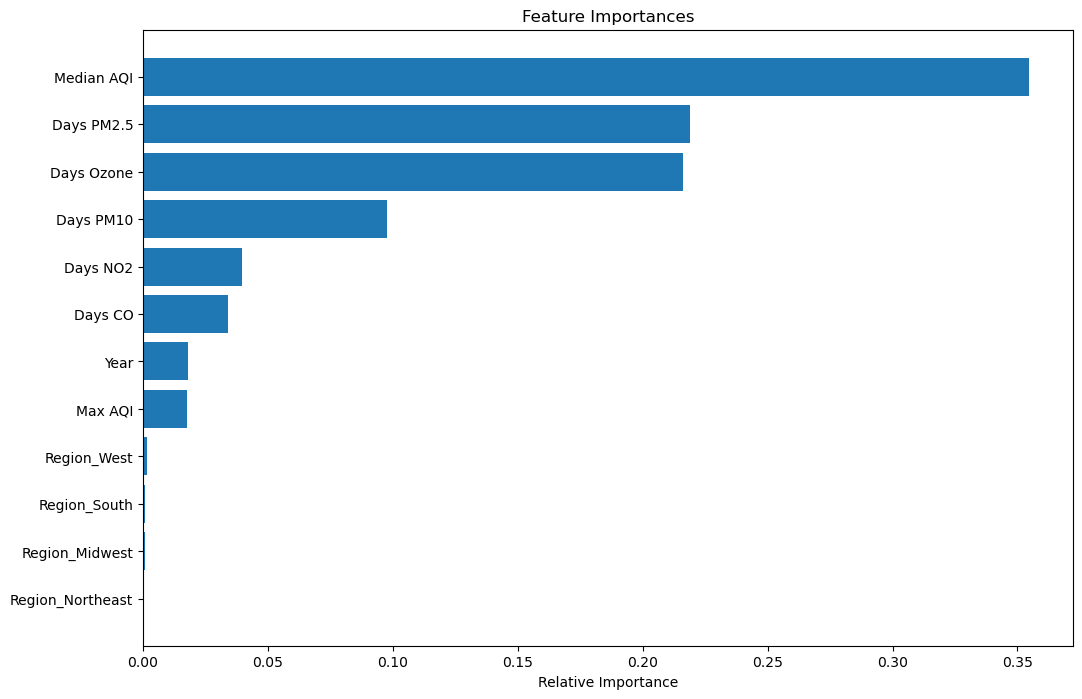 Feature Importances
Median AQI
Days PM2.5
Days Ozone
Days PM10
Days NO2
Days CO
Year
Max AQI
Region_West
Region_South
Region_Midwest
Region_Northeast
0.00 0.05 0.10 0.15 0.20 0.25 0.30 0.35
Relative Importance